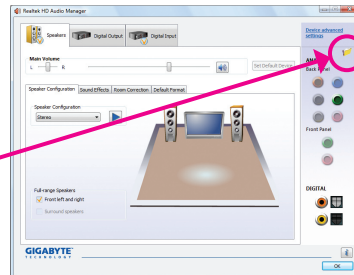 Realtek HD Audio Manager
Speakers
Digital Output
Digital Input
Device advanced
settings
Main Volume
L
R
Set Default Device
ANA
Back Panel
Speaker Configuration
Sound Effects
Room Correction
Default Format
Speaker Configuration
Stereo
Front Panel
Full-range Speakers
Front left and right
Surround speakers
DIGITAL
GIGABYTE
TECHNOLOGY
OK